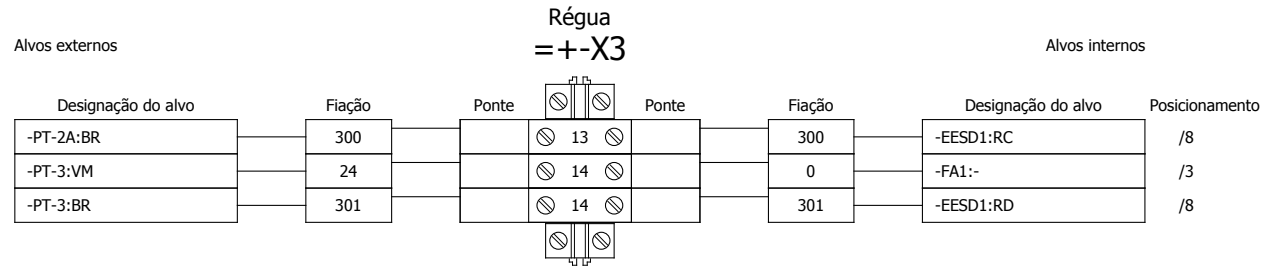 Régua
Alvos externos =+-X3 Alvos internos
Designação do alvo Fiação Ponte Ponte Fiação Designação do alvo Posicionamento
-PT-2A:BR 300 13 300 -EESD1:RC /8
-PT-3:VM 24 14 0 -FA1:- /3
-PT-3:BR 301 14 301 -EESD1:RD /8